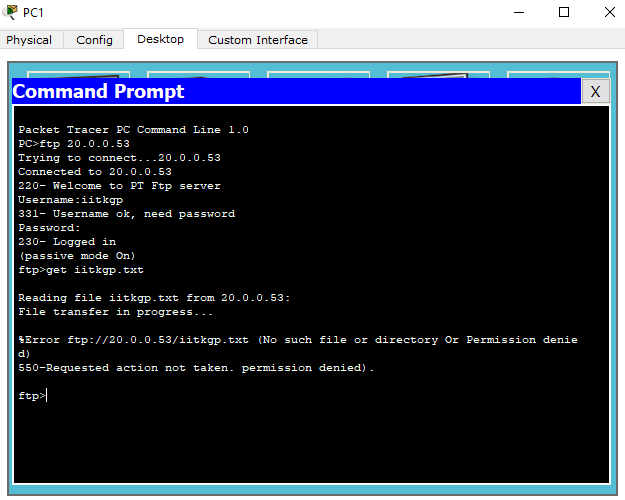 PC1
Physical Config Desktop Custom Interface
Command Prompt
X
Packet Tracer PC Command Line 1.0
PC>ftp 20.0.0.53
Trying to connect...20.0.0.53
Connected to 20.0.0.53
220- Welcome to PT Ftp server
Username:iitkgp
331- Username ok, need password
Password:
230- Logged in
(passive mode On)
ftp>get iitkgp.txt
Reading file iitkgp.txt from 20.0.0.53:
File transfer in progress...
%Error ftp://20.0.0.53/iitkgp.txt (No such file or directory Or Permission denie
d)
550-Requested action not taken. permission denied).
ftp>